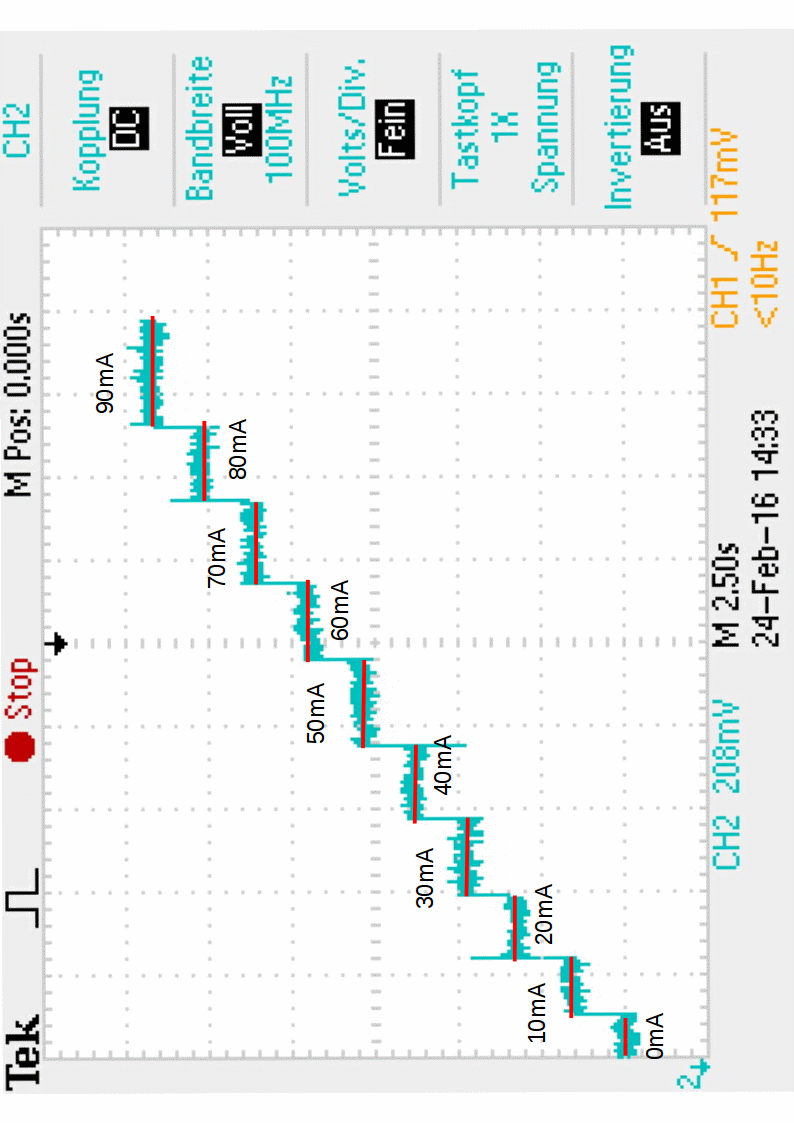 Tek
Stop
M Pos: 0.000s
CH2
Kopplung
DC
Bandbreite
Voll
100MHz
Volts/Div.
Fein
Tastkopf
1X
Spannung
Invertierung
Aus
90mA
80mA
70mA
60mA
50mA
40mA
30mA
20mA
10mA
0mA
2
CH2 208mV
M 2.50s
CH1 / 117mV
24-Feb-16 14:33
<10Hz